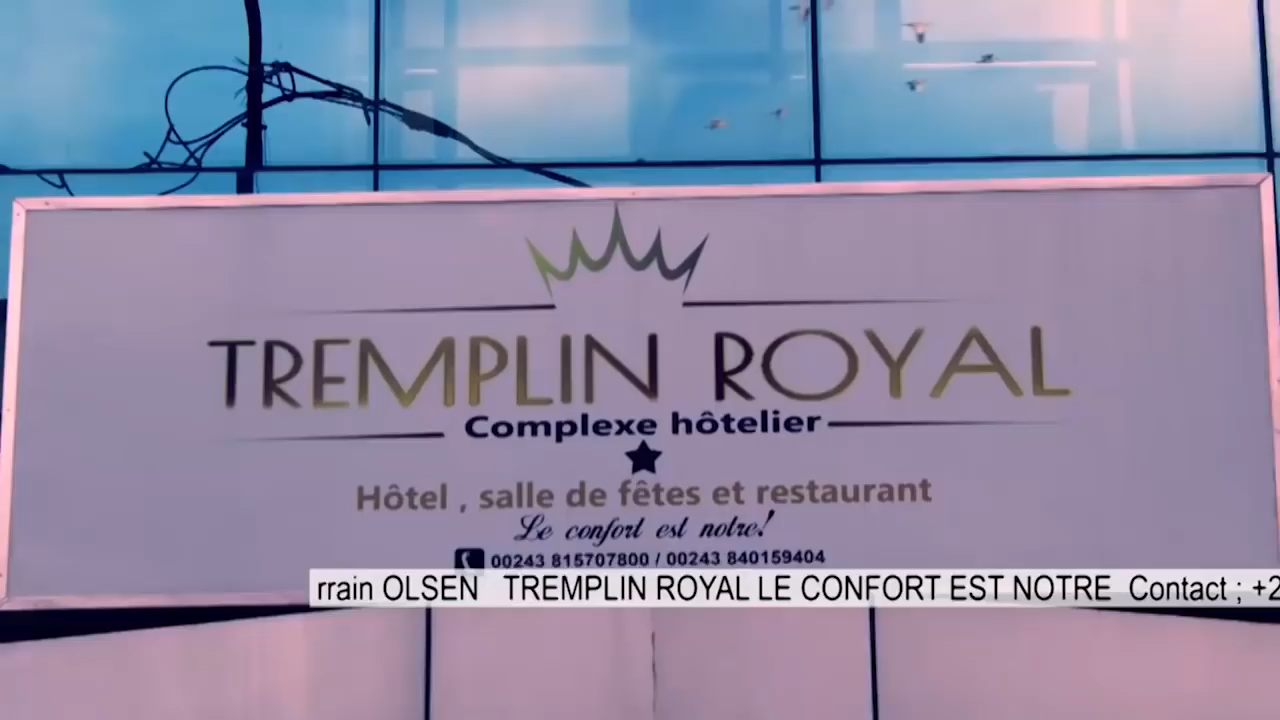 TREMPLIN ROYAL
Complexe hôtelier
Hôtel , salle de fêtes et restaurant
Le confort est notre!
00243 815707800 / 00243 840159404
rrain OLSEN TREMPLIN ROYAL LE CONFORT EST NOTRE Contact ; +2